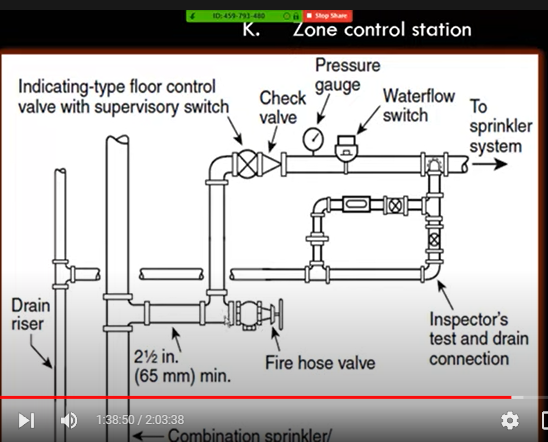 ID:459-793-480
Stop Share
K. Zone control station
Indicating-type floor control
valve with supervisory switch
Check
valve
Pressure
gauge
Waterflow
switch
To
sprinkler
system
Drain
riser
2½ in.
(65 mm) min.
Fire hose valve
Inspector's
test and drain
connection
Combination sprinkler/
1:38:50 / 2:03:38